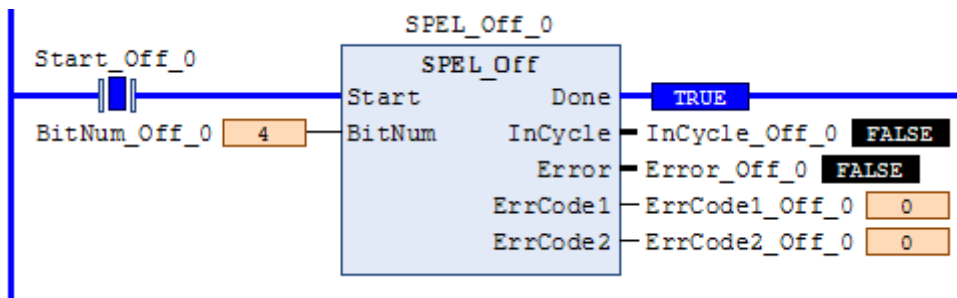 SPEL_Off_0
Start_Off_0
SPEL_Off
Start Done TRUE
BitNum_Off_0 4 BitNum InCycle InCycle_Off_0 FALSE
Error Error_Off_0 FALSE
ErrCode1 ErrCode1_Off_0 0
ErrCode2 ErrCode2_Off_0 0